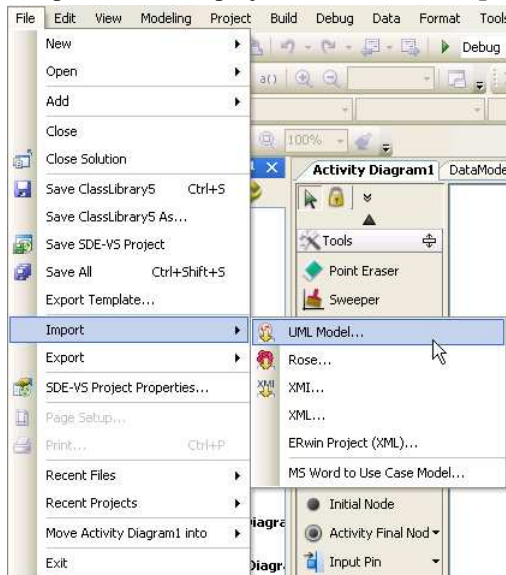 File Edit View Modeling Project Build Debug Data Format Tools
New
Debug
Open
a()
Add
Close
100%
Close Solution
Activity Diagram1 DataMode
Save ClassLibrary5 Ctrl+S
Save ClassLibrary5 As...
Save SDE-VS Project
Tools
Save All Ctrl+Shift+S
Point Eraser
Export Template...
Sweeper
Import
UML Model...
Export
Rose...
SDE-VS Project Properties...
XMI XMI...
Page Setup...
XML...
Print... Ctrl+P
ERwin Project (XML)...
Recent Files
MS Word to Use Case Model...
Recent Projects
Initial Node
Move Activity Diagram1 into
iagra
Activity Final Nod
Exit
Diagr
Input Pin